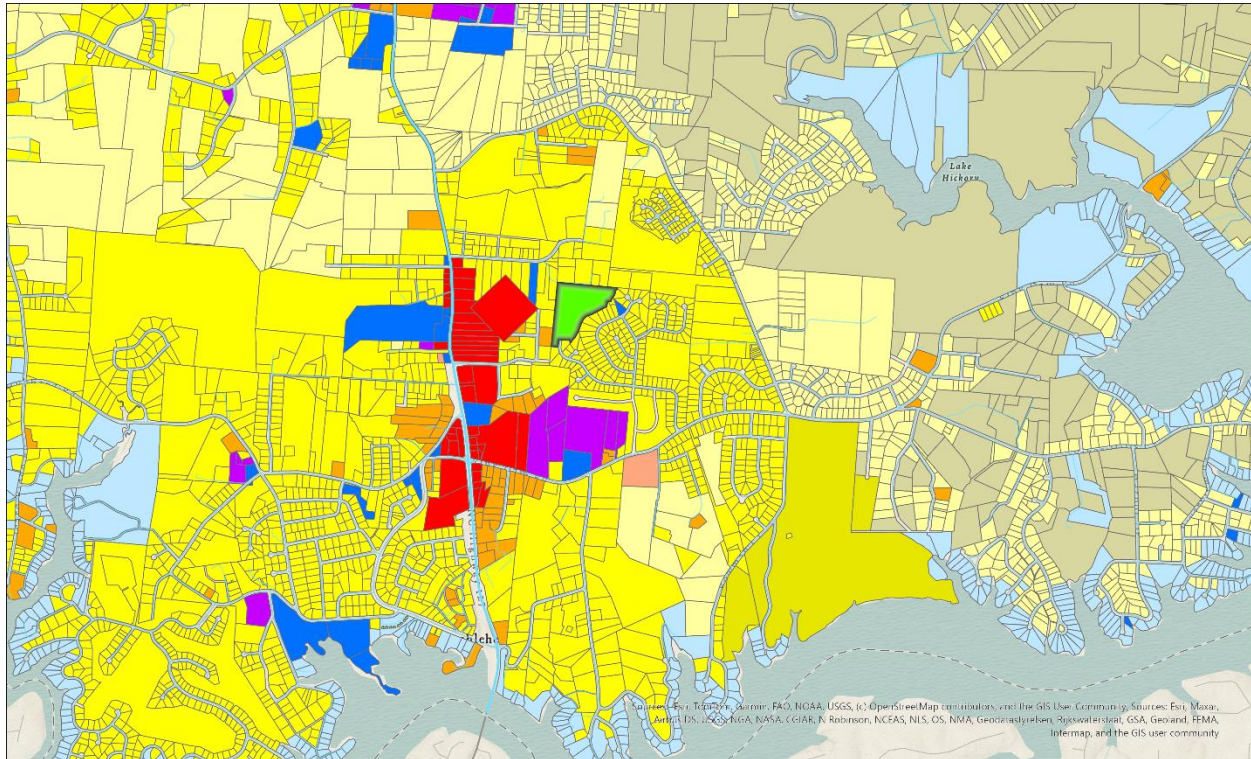 Lake
Hickory
Sources: Esri, TomTom, Garmin, FAO, NOAA, USGS, (c) OpenStreetMap contributors, and the GIS User Community, Sources: Esri, Maxar,
Airbus DS, USGS, NGA, NASA, CGIAR, N Robinson, NCEAS, NLS, OS, NMA, Geodatastyrelsen, Rijkswaterstaat, GSA, Geoland, FEMA,
Intermap, and the GIS user community